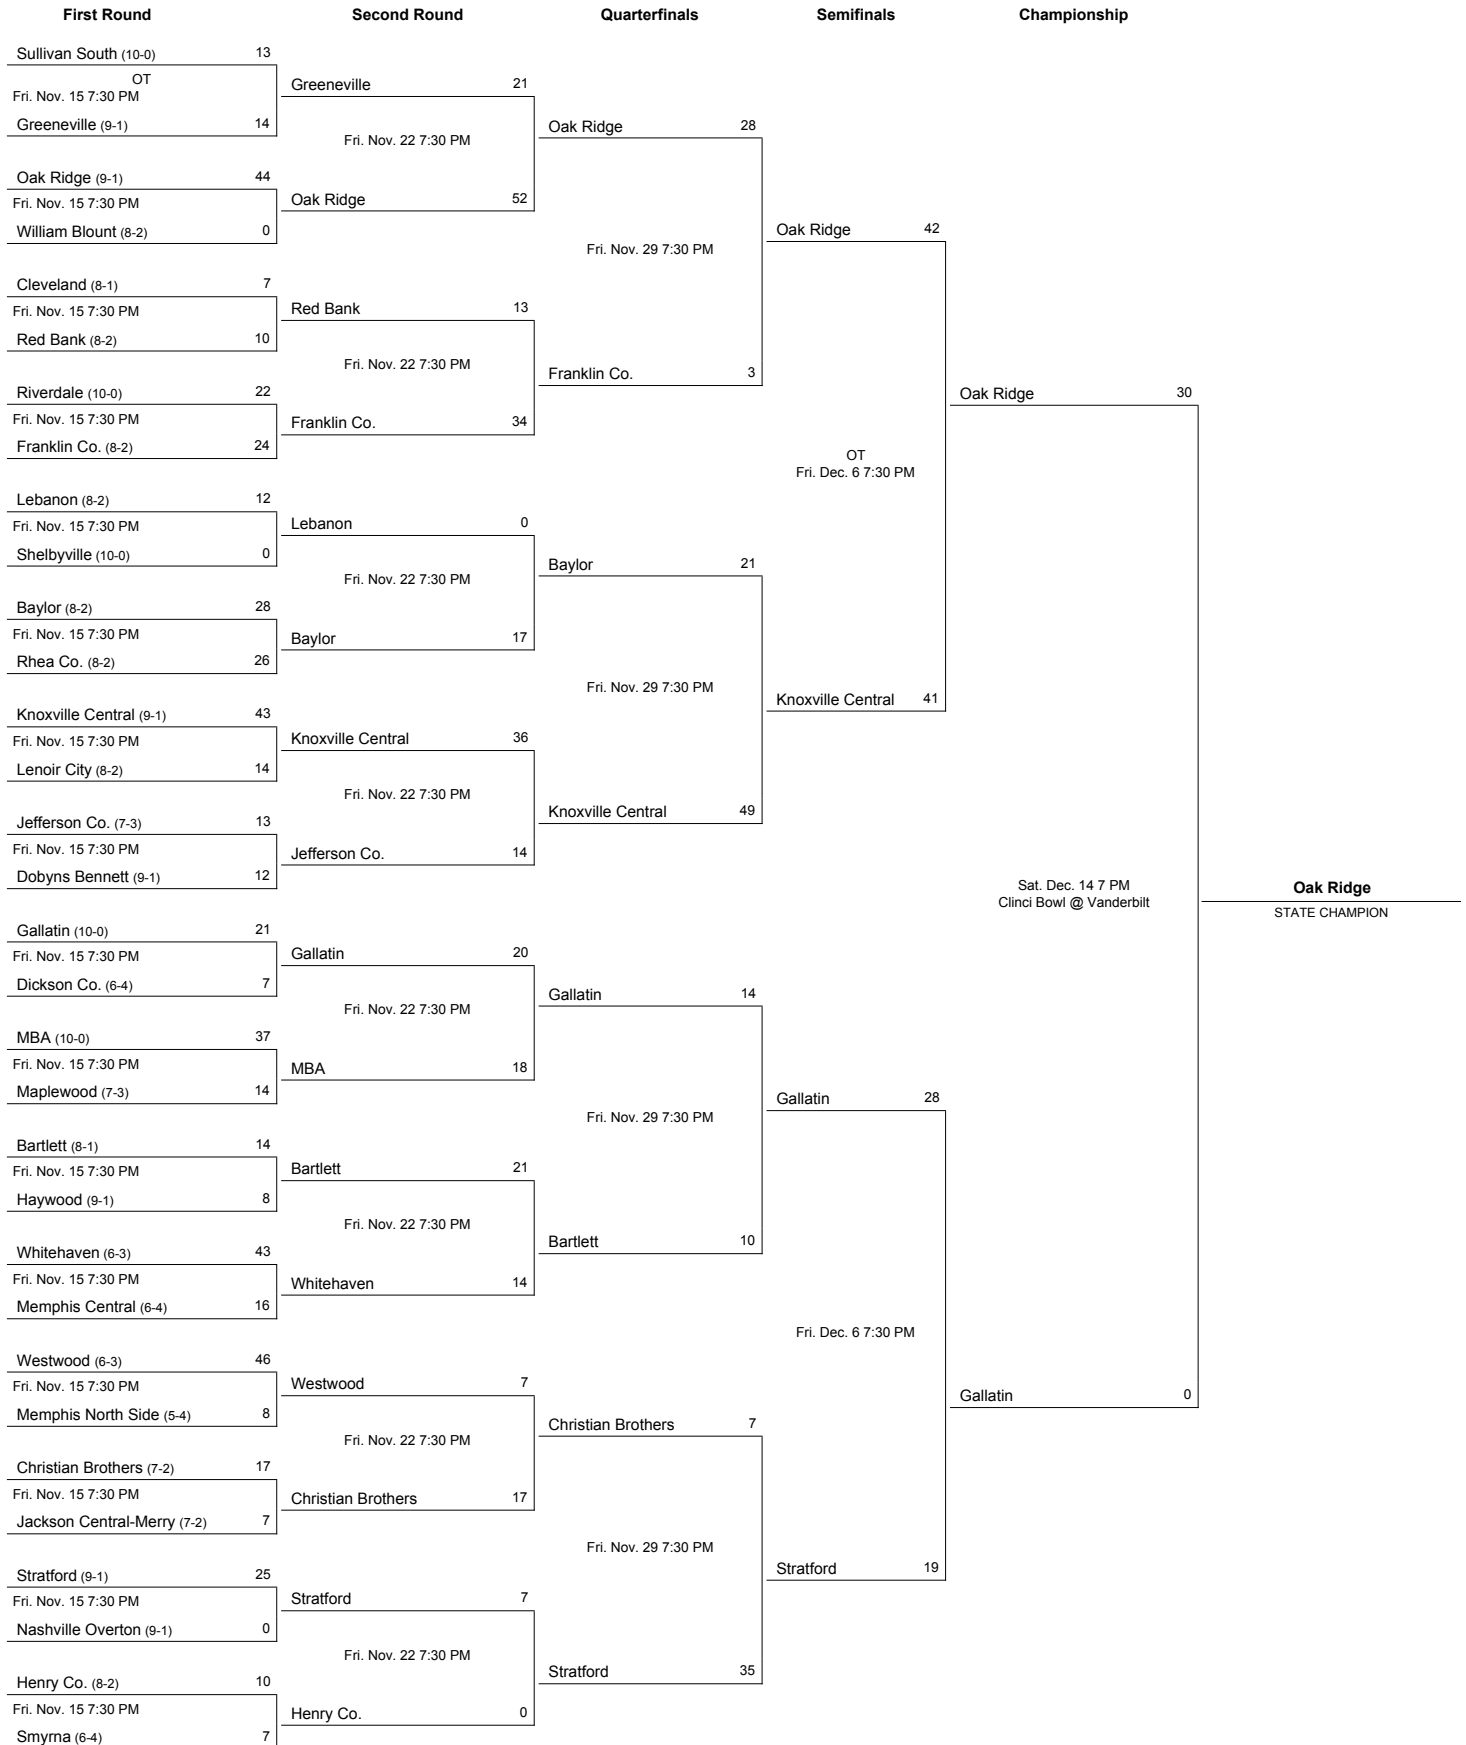 First Round
Second Round
Quarterfinals
Semifinals
Championship
Sullivan South (10-0) 13
OT
Fri. Nov. 15 7:30 PM
Greeneville (9-1) 14
Oak Ridge (9-1) 44
Fri. Nov. 15 7:30 PM
William Blount (8-2) 0
Cleveland (8-1) 7
Fri. Nov. 15 7:30 PM
Red Bank (8-2) 10
Riverdale (10-0) 22
Fri. Nov. 15 7:30 PM
Franklin Co. (8-2) 24
Lebanon (8-2) 12
Fri. Nov. 15 7:30 PM
Shelbyville (10-0) 0
Baylor (8-2) 28
Fri. Nov. 15 7:30 PM
Rhea Co. (8-2) 26
Knoxville Central (9-1) 43
Fri. Nov. 15 7:30 PM
Lenoir City (8-2) 14
Jefferson Co. (7-3) 13
Fri. Nov. 15 7:30 PM
Dobyns Bennett (9-1) 12
Gallatin (10-0) 21
Fri. Nov. 15 7:30 PM
Dickson Co. (6-4) 7
MBA (10-0) 37
Fri. Nov. 15 7:30 PM
Maplewood (7-3) 14
Bartlett (8-1) 14
Fri. Nov. 15 7:30 PM
Haywood (9-1) 8
Whitehaven (6-3) 43
Fri. Nov. 15 7:30 PM
Memphis Central (6-4) 16
Westwood (6-3) 46
Fri. Nov. 15 7:30 PM
Memphis North Side (5-4) 8
Christian Brothers (7-2) 17
Fri. Nov. 15 7:30 PM
Jackson Central-Merry (7-2) 7
Stratford (9-1) 25
Fri. Nov. 15 7:30 PM
Nashville Overton (9-1) 0
Henry Co. (8-2) 10
Fri. Nov. 15 7:30 PM
Smyrna (6-4) 7
Greeneville 21
Fri. Nov. 22 7:30 PM
Oak Ridge 52
Red Bank 13
Fri. Nov. 22 7:30 PM
Franklin Co. 34
Lebanon 0
Fri. Nov. 22 7:30 PM
Baylor 17
Knoxville Central 36
Fri. Nov. 22 7:30 PM
Jefferson Co. 14
Gallatin 20
Fri. Nov. 22 7:30 PM
MBA 18
Bartlett 21
Fri. Nov. 22 7:30 PM
Whitehaven 14
Westwood 7
Fri. Nov. 22 7:30 PM
Christian Brothers 17
Stratford 7
Fri. Nov. 22 7:30 PM
Henry Co. 0
Oak Ridge 28
Fri. Nov. 29 7:30 PM
Franklin Co. 3
Baylor 21
Fri. Nov. 29 7:30 PM
Knoxville Central 49
Gallatin 14
Fri. Nov. 29 7:30 PM
Bartlett 10
Christian Brothers 7
Fri. Nov. 29 7:30 PM
Stratford 35
Oak Ridge 42
OT
Fri. Dec. 6 7:30 PM
Knoxville Central 41
Gallatin 28
Fri. Dec. 6 7:30 PM
Stratford 19
Oak Ridge 30
Sat. Dec. 14 7 PM
Clinci Bowl @ Vanderbilt
Gallatin 0
Oak Ridge
STATE CHAMPION